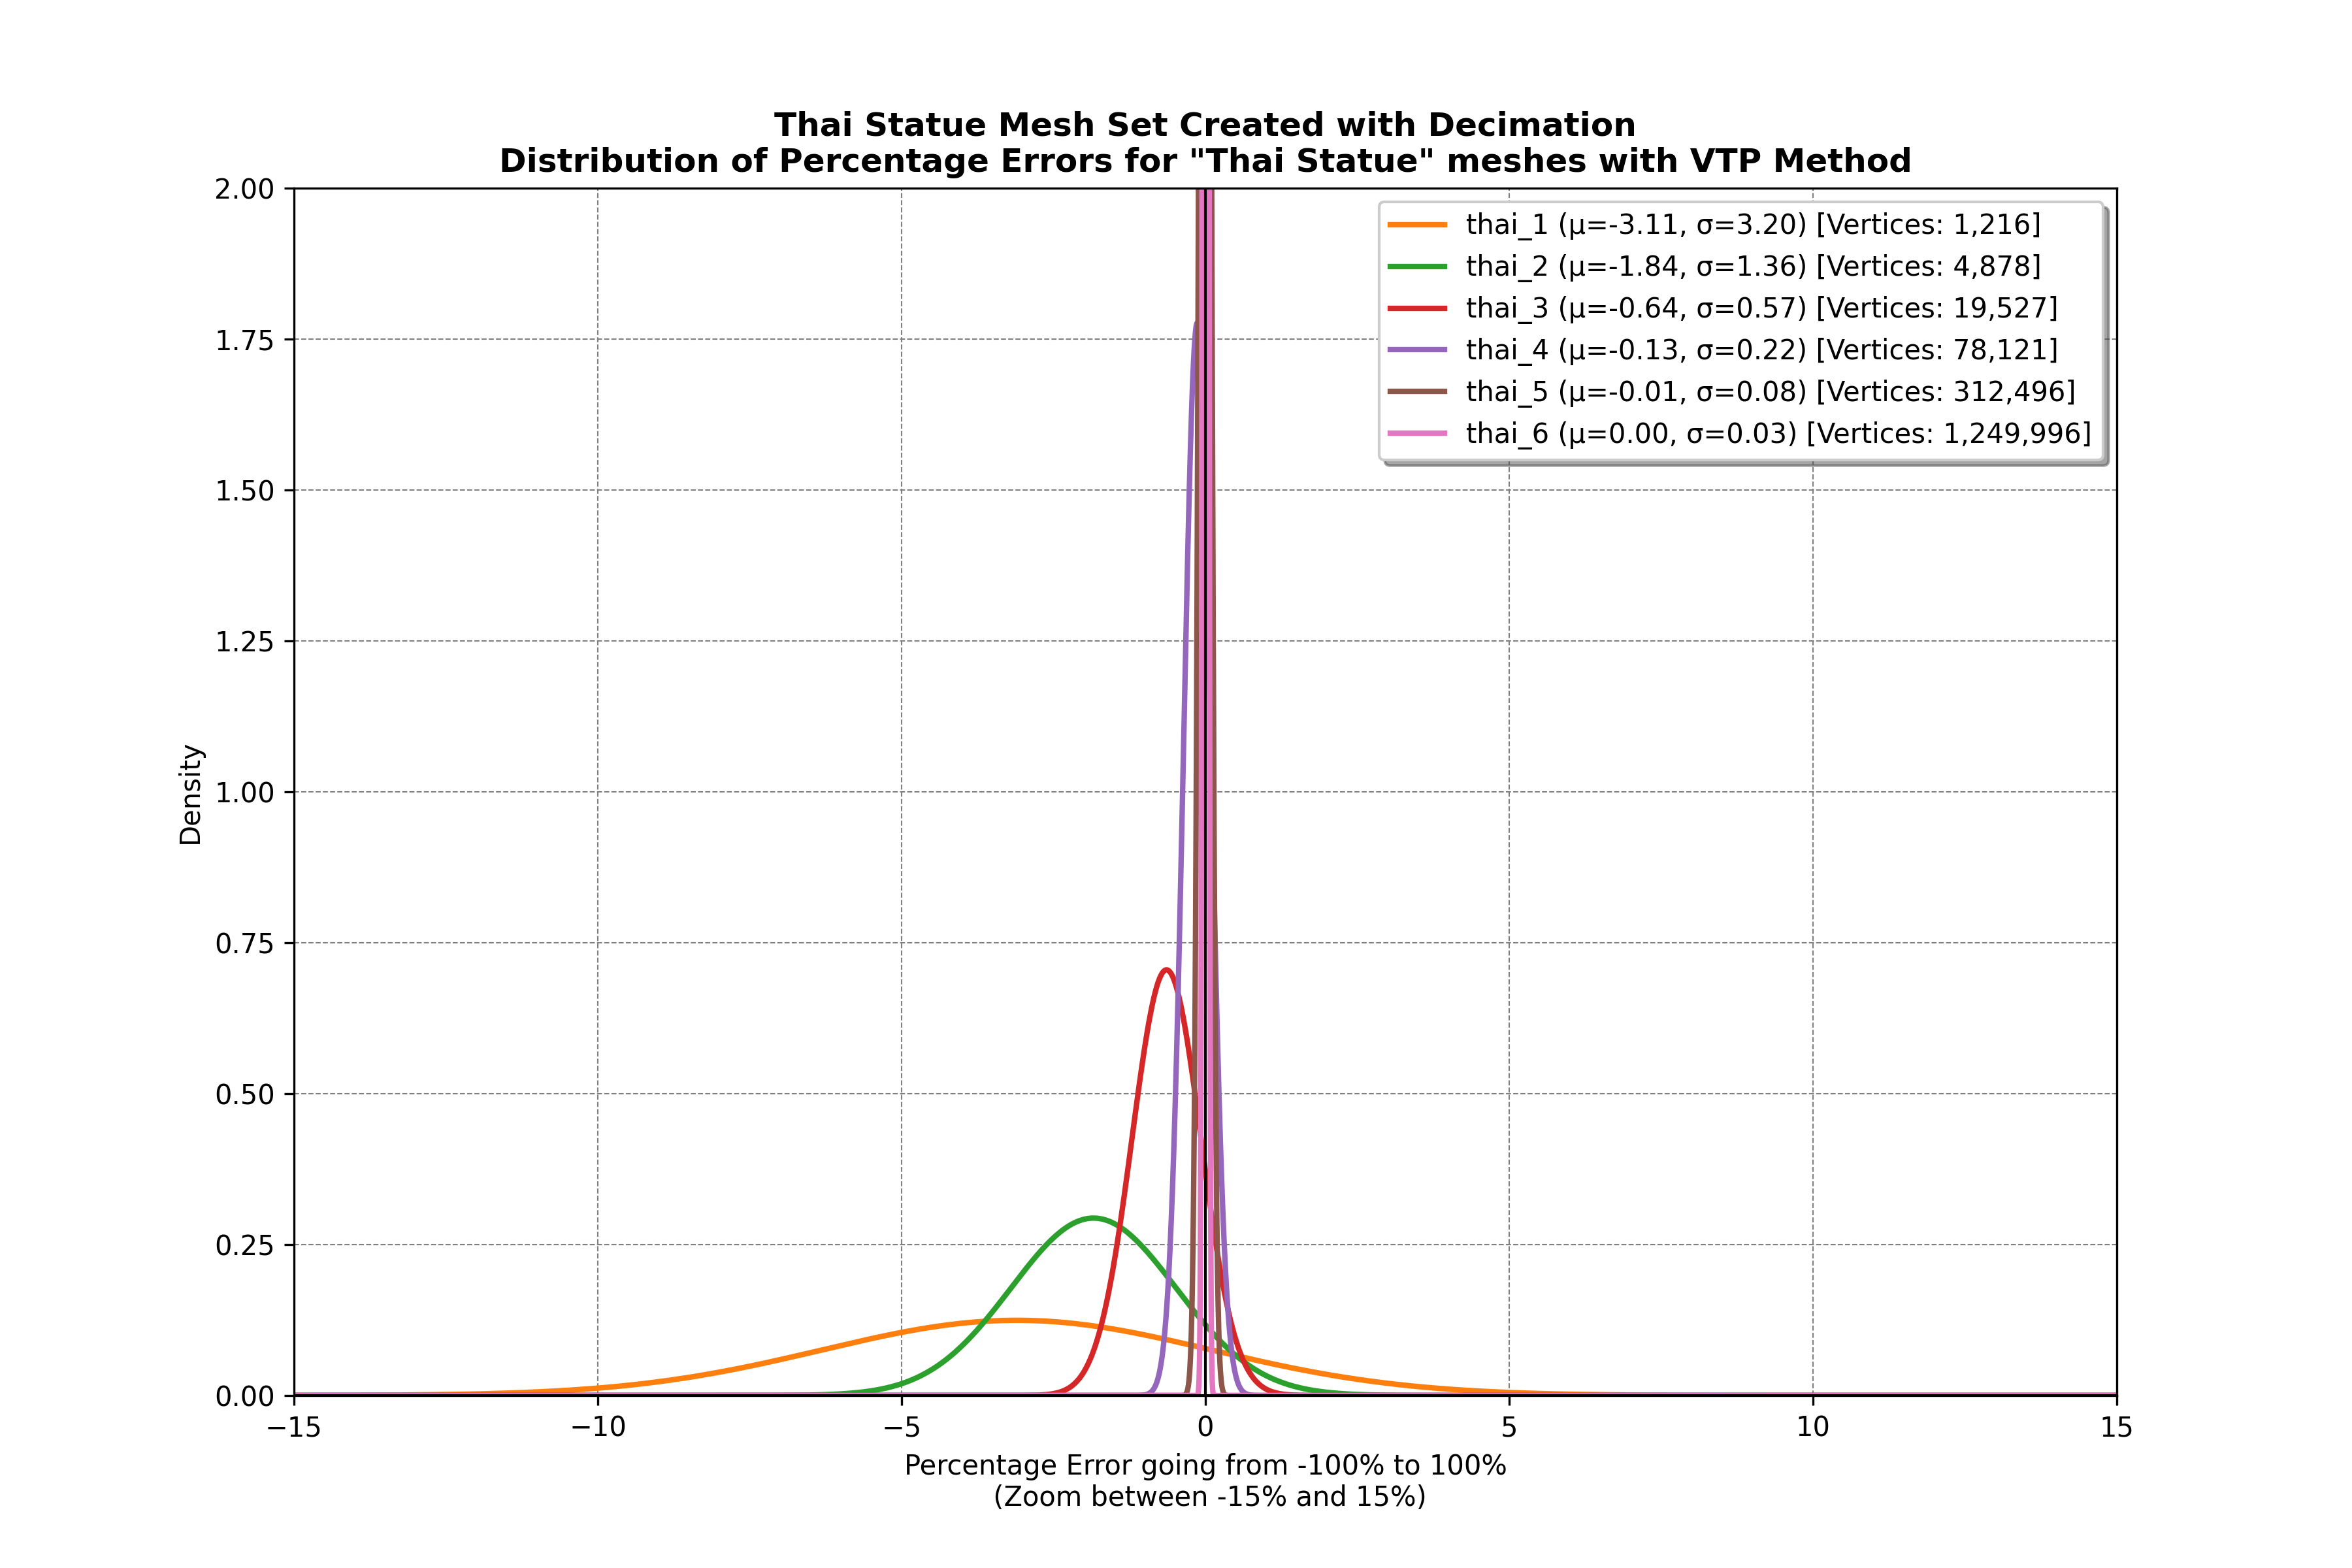 Thai Statue Mesh Set Created with Decimation
Distribution of Percentage Errors for "Thai Statue" meshes with VTP Method
2.00
1.75
1.50
1.25
1.00
0.75
0.50
0.25
0.00
Density
thai_1 (μ=-3.11, σ=3.20) [Vertices: 1,216]
thai_2 (μ=-1.84, σ=1.36) [Vertices: 4,878]
thai_3 (μ=-0.64, σ=0.57) [Vertices: 19,527]
thai_4 (μ=-0.13, σ=0.22) [Vertices: 78,121]
thai_5 (μ=-0.01, σ=0.08) [Vertices: 312,496]
thai_6 (μ=0.00, σ=0.03) [Vertices: 1,249,996]
−15 −10 −5 0 5 10 15
Percentage Error going from -100% to 100%
(Zoom between -15% and 15%)